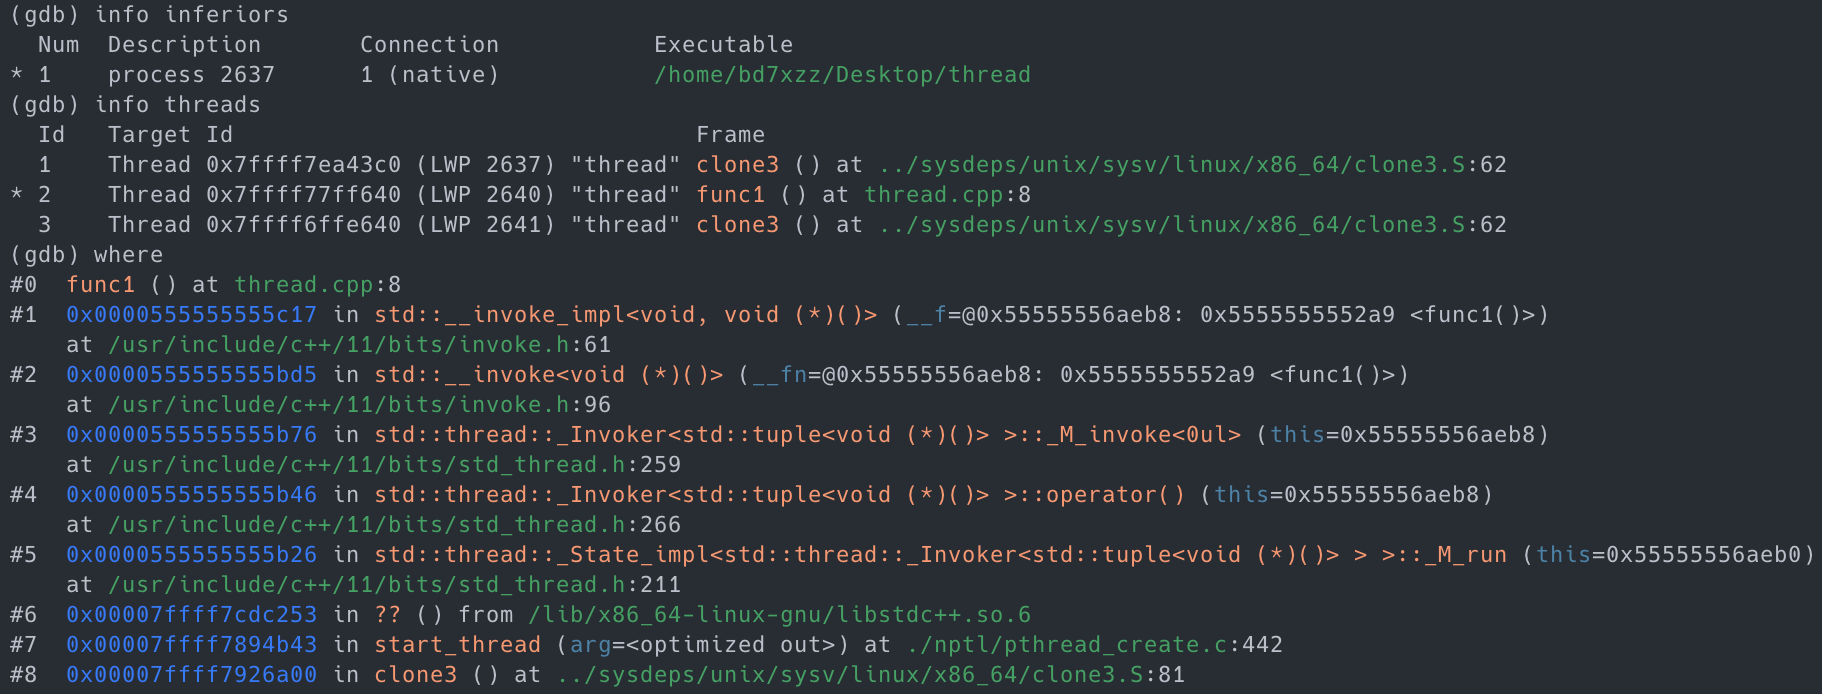 (gdb) info inferiors
  Num  Description       Connection           Executable
* 1    process 2637      1 (native)           /home/bd7xzz/Desktop/thread
(gdb) info threads
  Id   Target Id                                 Frame
  1    Thread 0x7ffff7ea43c0 (LWP 2637) "thread" clone3 () at ../sysdeps/unix/sysv/linux/x86_64/clone3.S:62
* 2    Thread 0x7ffff77ff640 (LWP 2640) "thread" func1 () at thread.cpp:8
  3    Thread 0x7ffff6ffe640 (LWP 2641) "thread" clone3 () at ../sysdeps/unix/sysv/linux/x86_64/clone3.S:62
(gdb) where
#0  func1 () at thread.cpp:8
#1  0x0000555555555c17 in std::__invoke_impl<void, void (*)()> (__f=@0x55555556aeb8: 0x5555555552a9 <func1()>)
    at /usr/include/c++/11/bits/invoke.h:61
#2  0x0000555555555bd5 in std::__invoke<void (*)()> (__fn=@0x55555556aeb8: 0x5555555552a9 <func1()>)
    at /usr/include/c++/11/bits/invoke.h:96
#3  0x0000555555555b76 in std::thread::_Invoker<std::tuple<void (*)()> >::_M_invoke<0ul> (this=0x55555556aeb8)
    at /usr/include/c++/11/bits/std_thread.h:259
#4  0x0000555555555b46 in std::thread::_Invoker<std::tuple<void (*)()> >::operator() (this=0x55555556aeb8)
    at /usr/include/c++/11/bits/std_thread.h:266
#5  0x0000555555555b26 in std::thread::_State_impl<std::thread::_Invoker<std::tuple<void (*)()> > >::_M_run (this=0x55555556aeb0)
    at /usr/include/c++/11/bits/std_thread.h:211
#6  0x00007ffff7cdc253 in ?? () from /lib/x86_64-linux-gnu/libstdc++.so.6
#7  0x00007ffff7894b43 in start_thread (arg=<optimized out>) at ./nptl/pthread_create.c:442
#8  0x00007ffff7926a00 in clone3 () at ../sysdeps/unix/sysv/linux/x86_64/clone3.S:81